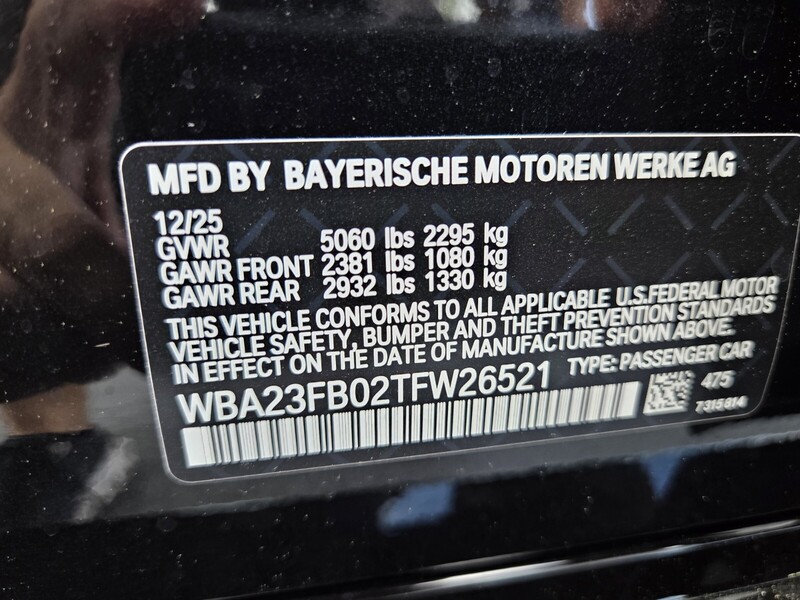 MFD BY BAYERISCHE MOTOREN WERKE AG
12/25
GVWR 5060 lbs 2295 kg
GAWR FRONT 2381 lbs 1080 kg
GAWR REAR 2932 lbs 1330 kg
THIS VEHICLE CONFORMS TO ALL APPLICABLE U.S.FEDERAL MOTOR
VEHICLE SAFETY, BUMPER AND THEFT PREVENTION STANDARDS
IN EFFECT ON THE DATE OF MANUFACTURE SHOWN ABOVE.
WBA23FB02TFW26521 TYPE: PASSENGER CAR
475
7315814